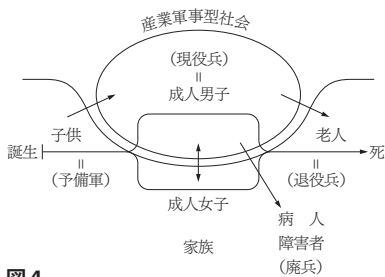 産業軍事型社会
(現役兵)
=
成人男子
子供
老人
誕生
死
=
(予備軍)
=
(退役兵)
成人女子
病 人
障害者
(廃兵)
家族
図4